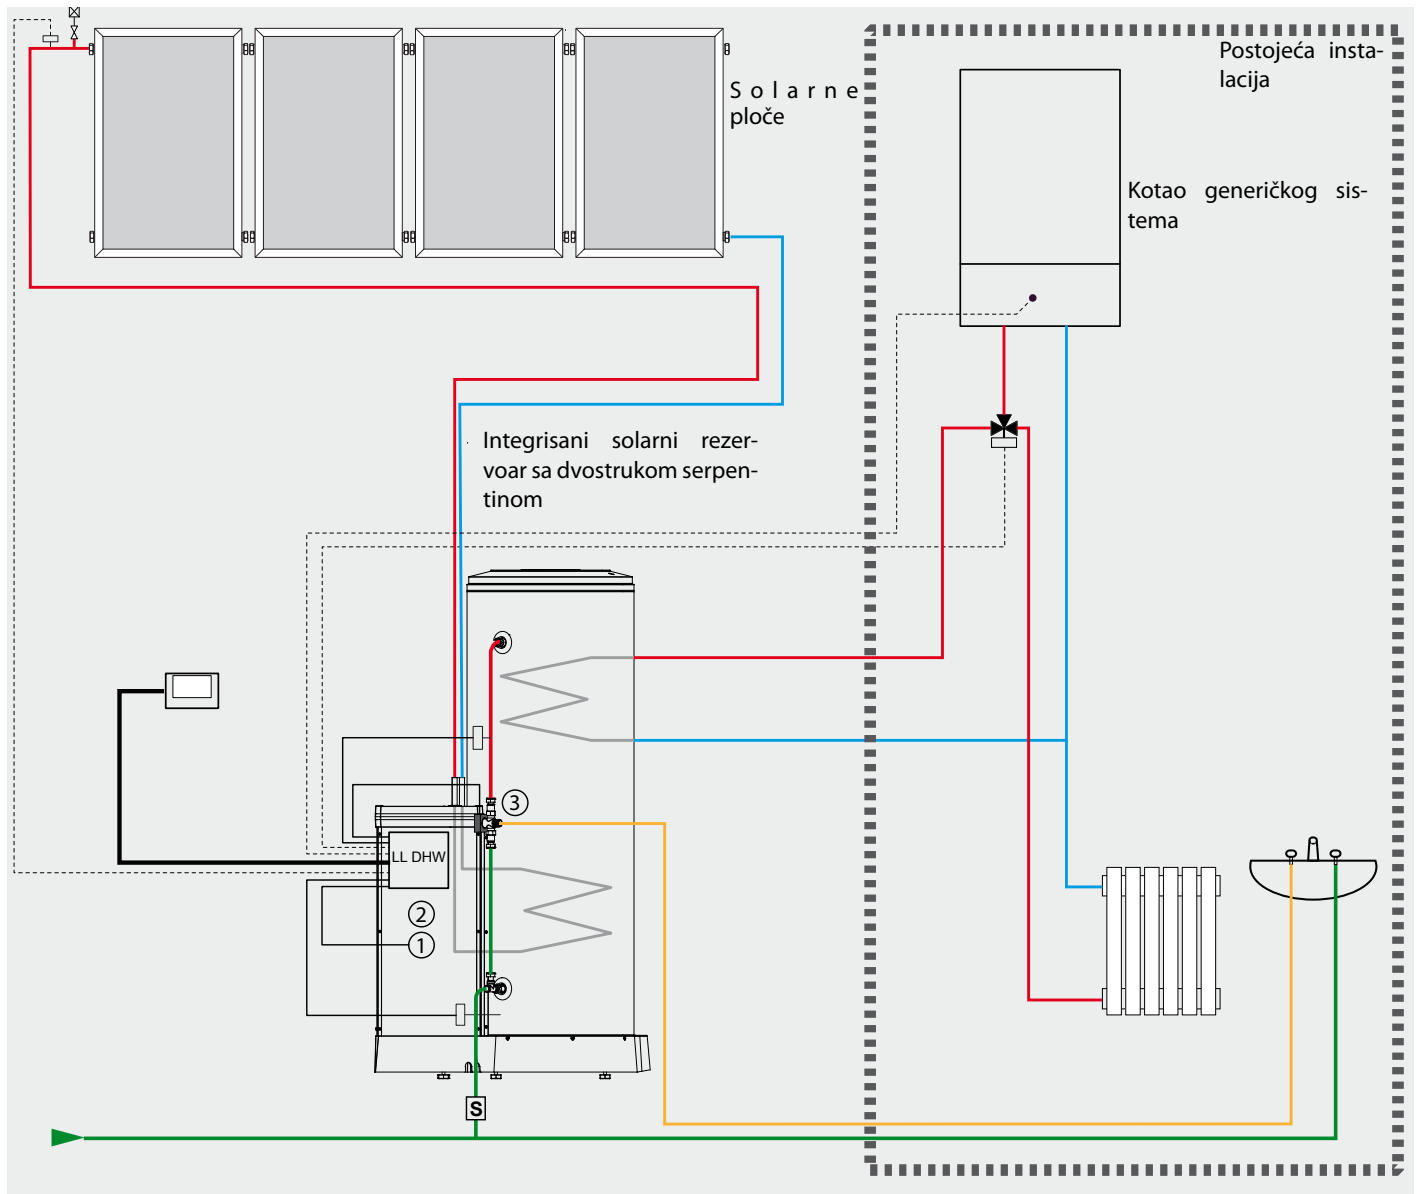 Postojeća insta-
lacija
Solarne
ploče
Kotao generičkog sis-
tema
Integrisani solarni rezer-
voar sa dvostrukom serpen-
tinom
3
LL DHW
2
1
S